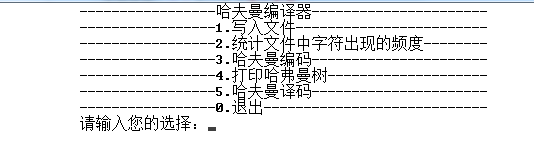 -----------------哈夫曼编译器----------------------
-----------------1.写入文件------------------------
-----------------2.统计文件中字符出现的频度--------
-----------------3.哈夫曼编码----------------------
-----------------4.打印哈弗曼树--------------------
-----------------5.哈夫曼译码----------------------
-----------------0.退出----------------------------
请输入您的选择：